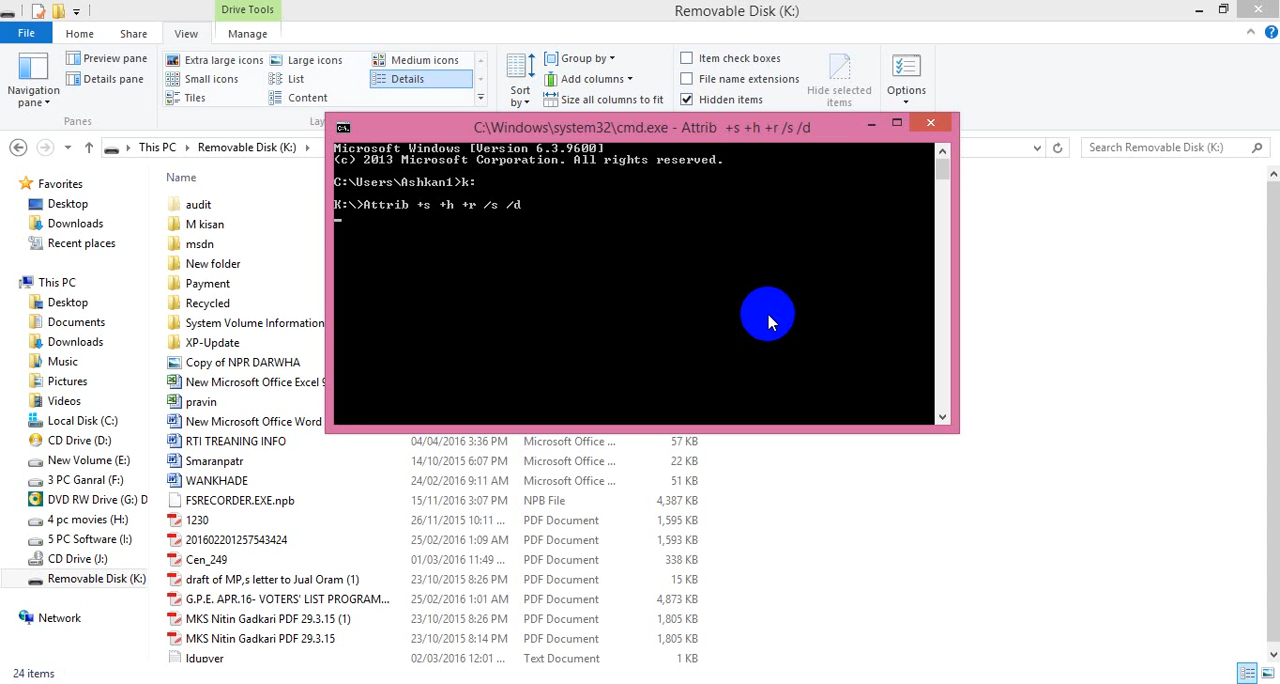 Drive Tools
Removable Disk (K:)
File
Home
Share
View
Manage
Navigation pane
Preview pane
Details pane
Panes
Extra large icons
Large icons
Medium icons
Small icons
List
Details
Tiles
Content
Sort by
Group by
Add columns
Size all columns to fit
Item check boxes
File name extensions
Hidden items
Hide selected items
Options
This PC
Removable Disk (K:)
Search Removable Disk (K:)
C:\Windows\system32\cmd.exe - Attrib +s +h +r /s /d
Microsoft Windows [Version 6.3.9600]
(c) 2013 Microsoft Corporation. All rights reserved.
C:\Users\Ashkan1>k:
K:\>Attrib +s +h +r /s /d
Favorites
Desktop
Downloads
Recent places
This PC
Desktop
Documents
Downloads
Music
Pictures
Videos
Local Disk (C:)
CD Drive (D:)
New Volume (E:)
3 PC Ganral (F:)
DVD RW Drive (G:) D
4 pc movies (H:)
5 PC Software (I:)
CD Drive (J:)
Removable Disk (K:)
Network
Name
audit
M kisan
msdn
New folder
Payment
Recycled
System Volume Information
XP-Update
Copy of NPR DARWHA
New Microsoft Office Excel
pravin
New Microsoft Office Word
RTI TREANING INFO 04/04/2016 3:36 PM Microsoft Office ... 57 KB
Smaranpatr 14/10/2015 6:07 PM Microsoft Office ... 22 KB
WANKHADE 24/02/2016 9:11 AM Microsoft Office ... 51 KB
FSRECORDER.EXE.npb 15/11/2016 3:07 PM NPB File 4,387 KB
1230 26/11/2015 10:11 ... PDF Document 1,595 KB
201602201257543424 25/02/2016 1:09 AM PDF Document 1,593 KB
Cen_249 01/03/2016 11:49 ... PDF Document 338 KB
draft of MP,s letter to Jual Oram (1) 23/10/2015 8:26 PM PDF Document 15 KB
G.P.E. APR.16- VOTERS' LIST PROGRAM... 25/02/2016 1:01 AM PDF Document 4,873 KB
MKS Nitin Gadkari PDF 29.3.15 (1) 23/10/2015 8:26 PM PDF Document 1,805 KB
MKS Nitin Gadkari PDF 29.3.15 23/10/2015 8:14 PM PDF Document 1,805 KB
ldupver 02/03/2016 12:01 ... Text Document 1 KB
24 items